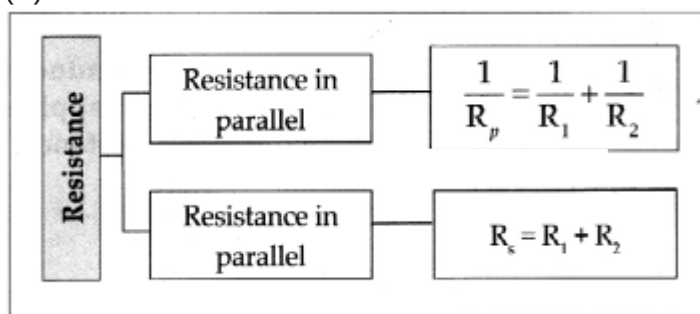 Resistance
Resistance in
parallel
1/R_p = 1/R_1 + 1/R_2
Resistance in
parallel
R_s = R_1 + R_2